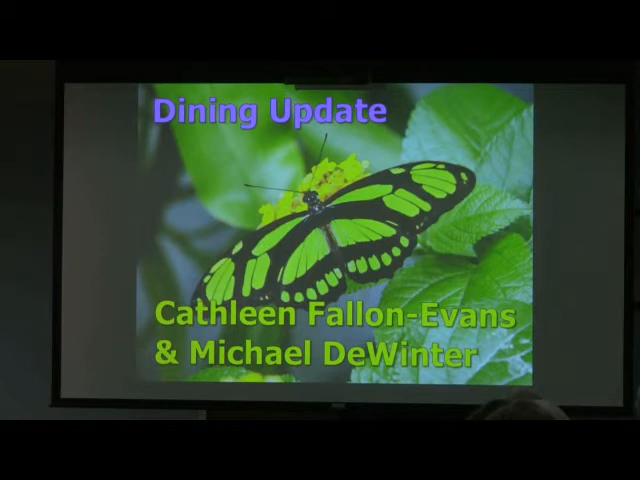 Dining Update
Cathleen Fallon-Evans
& Michael DeWinter